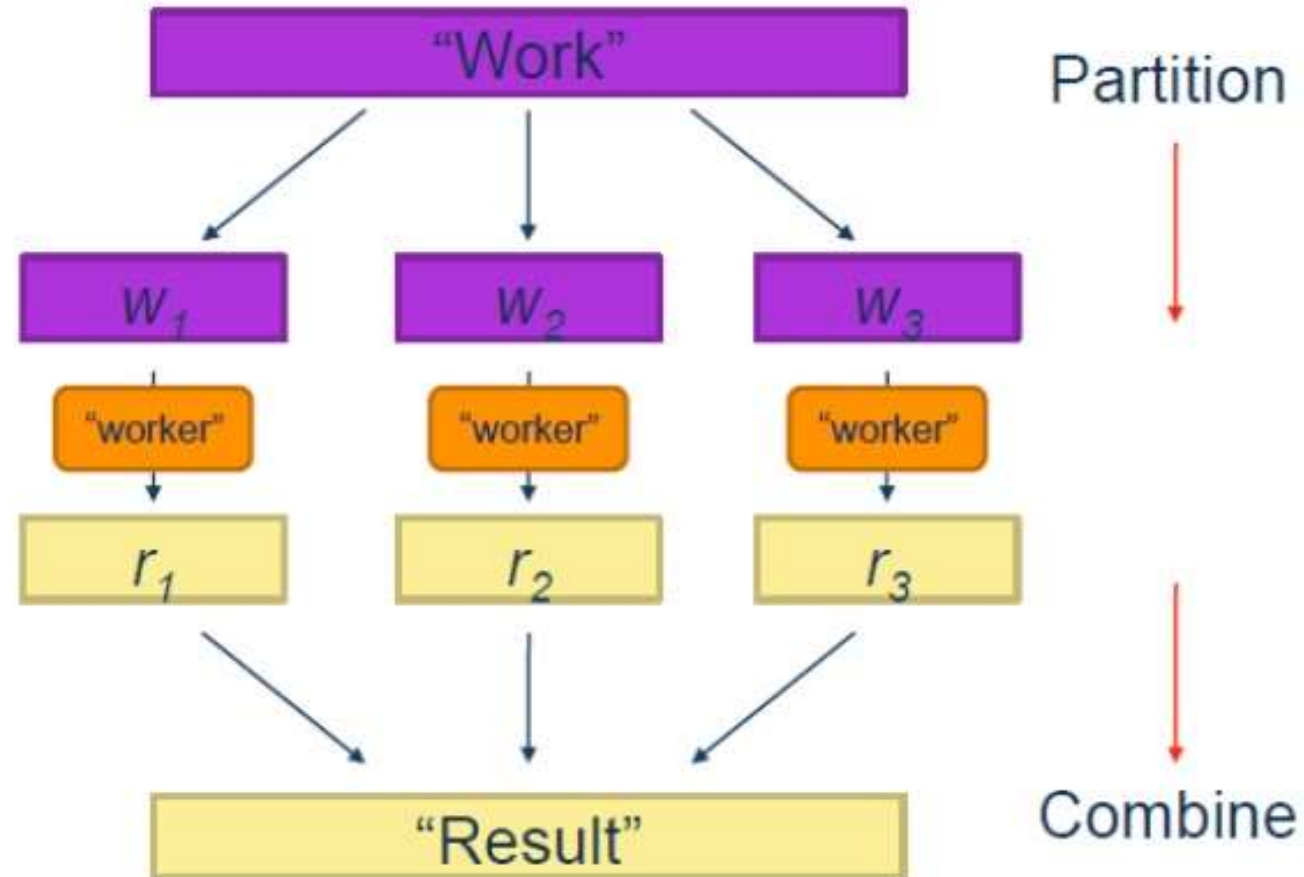 “Work”
Partition
w₁ w₂ w₃
“worker” “worker” “worker”
r₁ r₂ r₃
“Result”
Combine